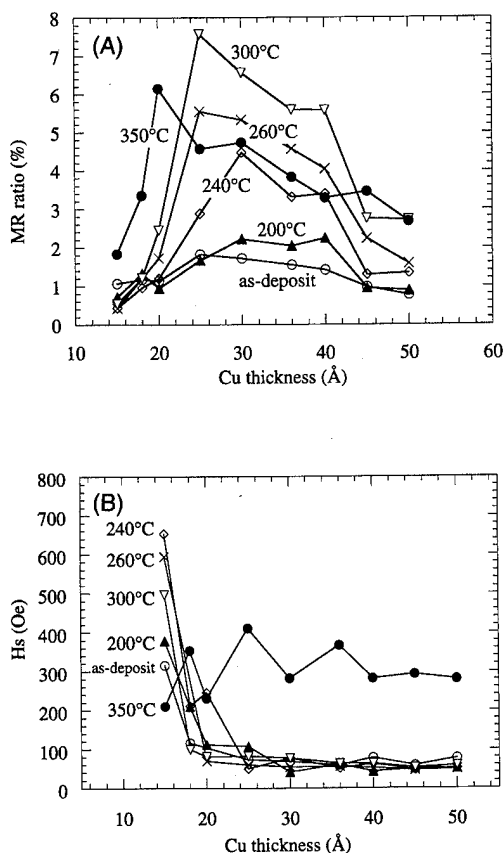 (A)
8
7
6
5
4
3
2
1
0
MR ratio (%)
300°C
350°C
260°C
240°C
200°C
as-deposit
10 20 30 40 50 60
Cu thickness (Å)
(B)
800
700
600
500
400
300
200
100
0
Hs (Oe)
240°C
260°C
300°C
200°C
as-deposit
350°C
10 20 30 40 50
Cu thickness (Å)